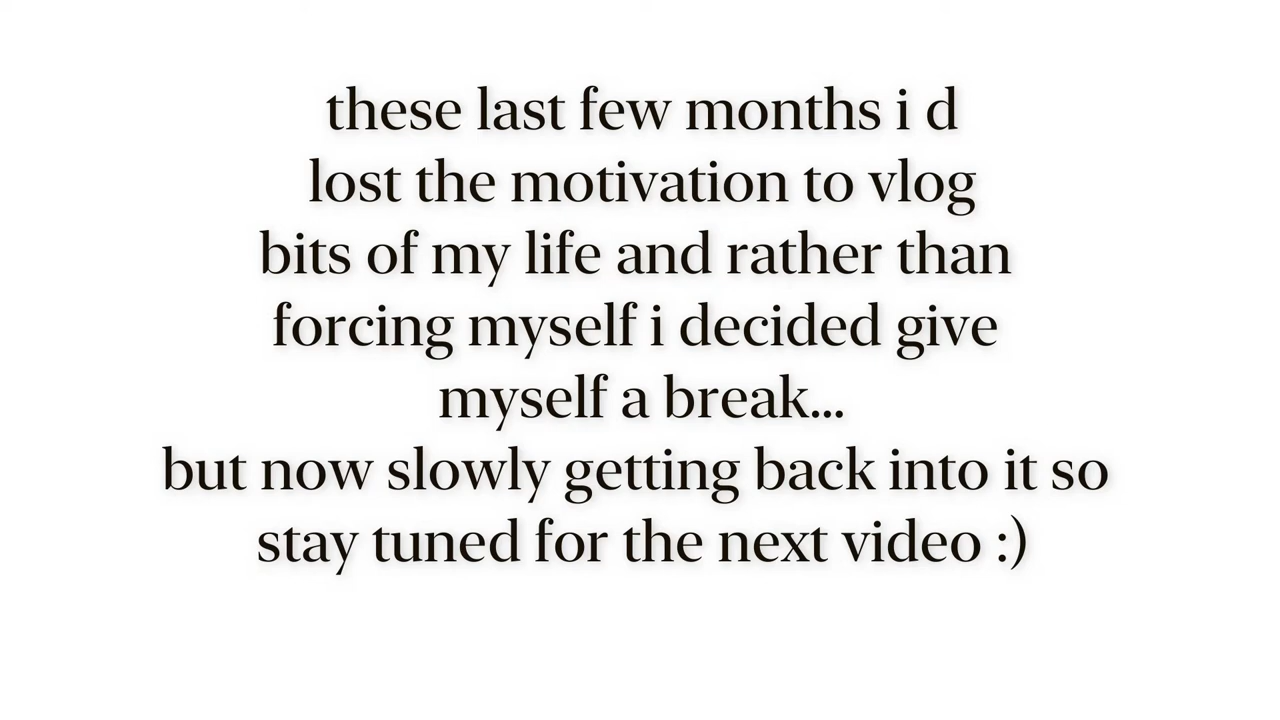 these last few months i d
lost the motivation to vlog
bits of my life and rather than
forcing myself i decided give
myself a break...
but now slowly getting back into it so
stay tuned for the next video :)